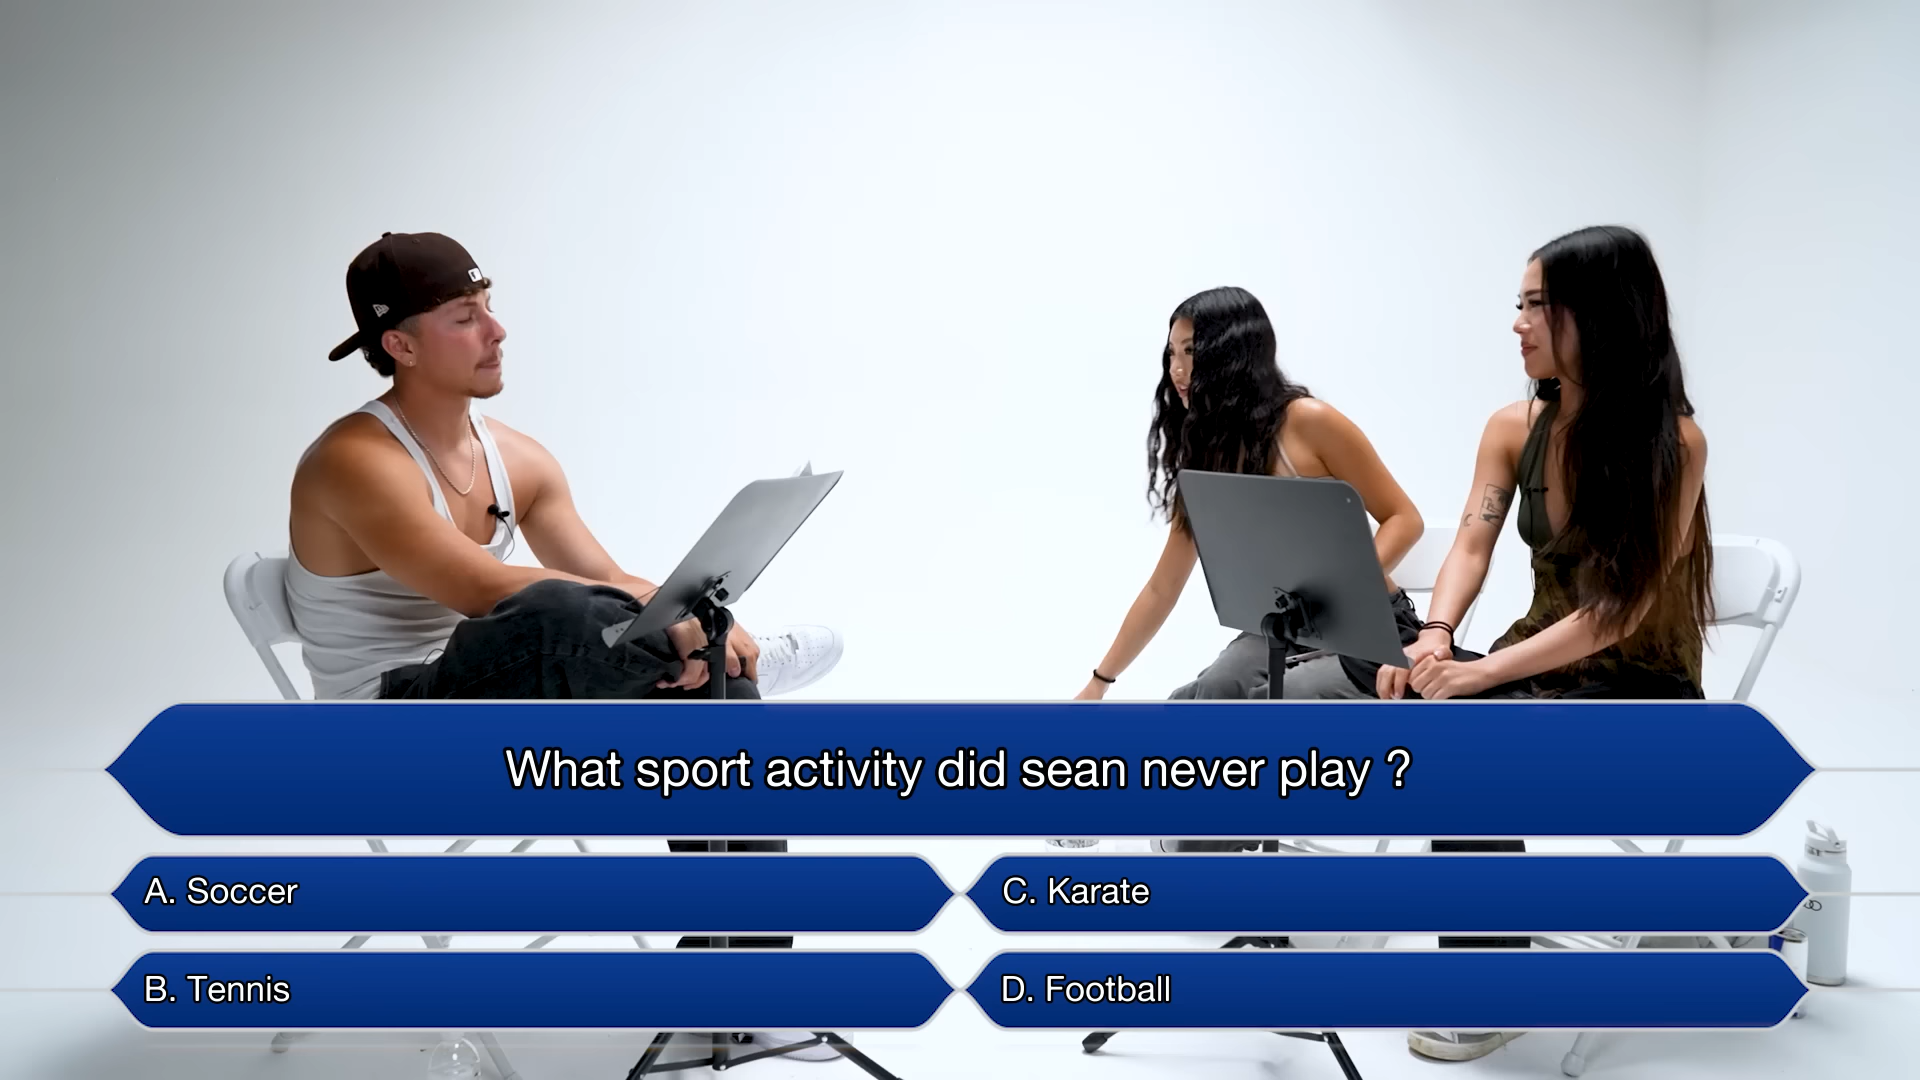 What sport activity did sean never play ?
A. Soccer
C. Karate
B. Tennis
D. Football